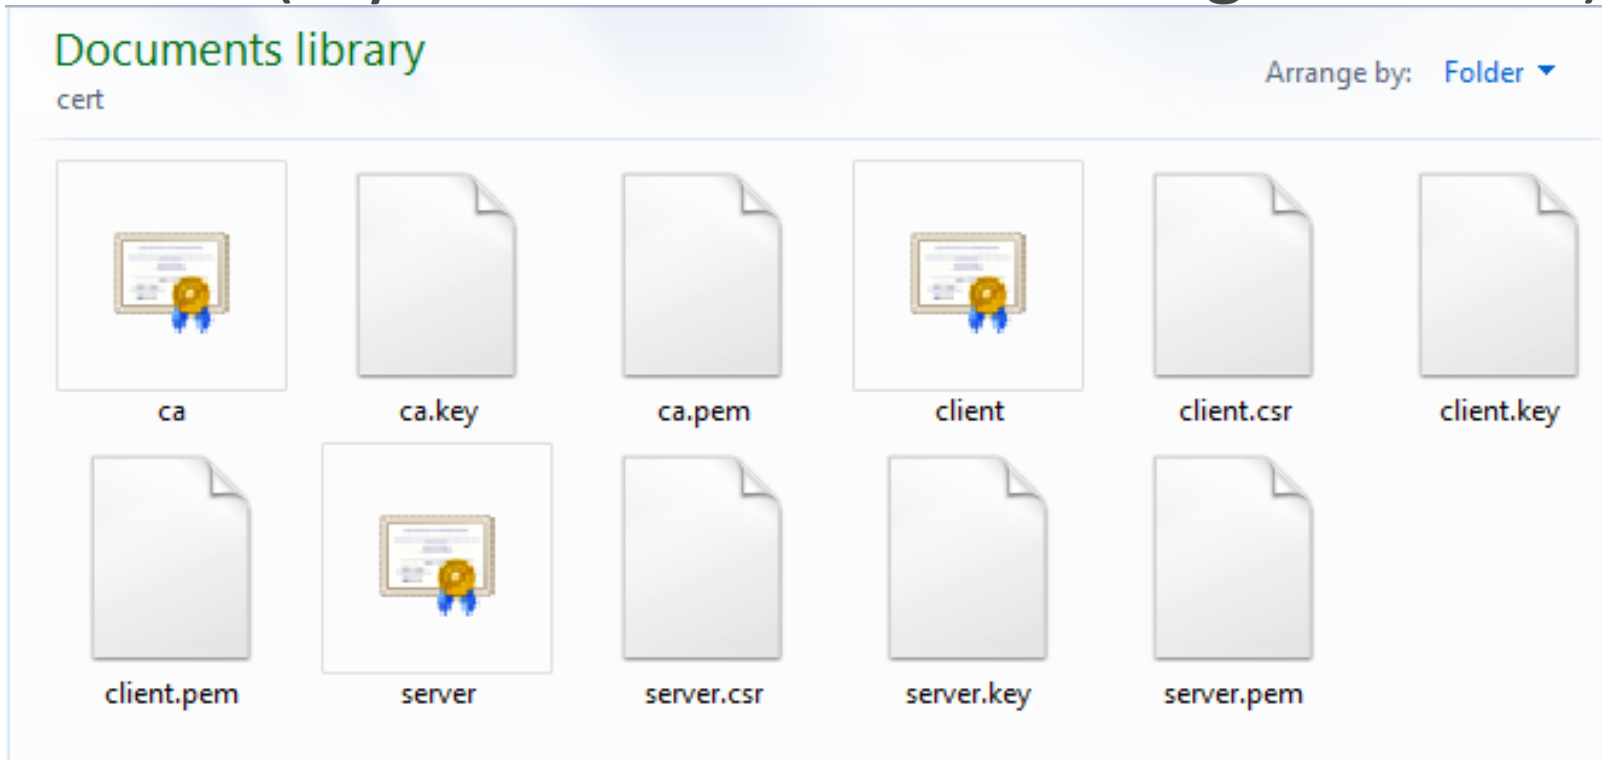 Documents library
cert
Arrange by: Folder
ca
ca.key
ca.pem
client
client.csr
client.key
client.pem
server
server.csr
server.key
server.pem